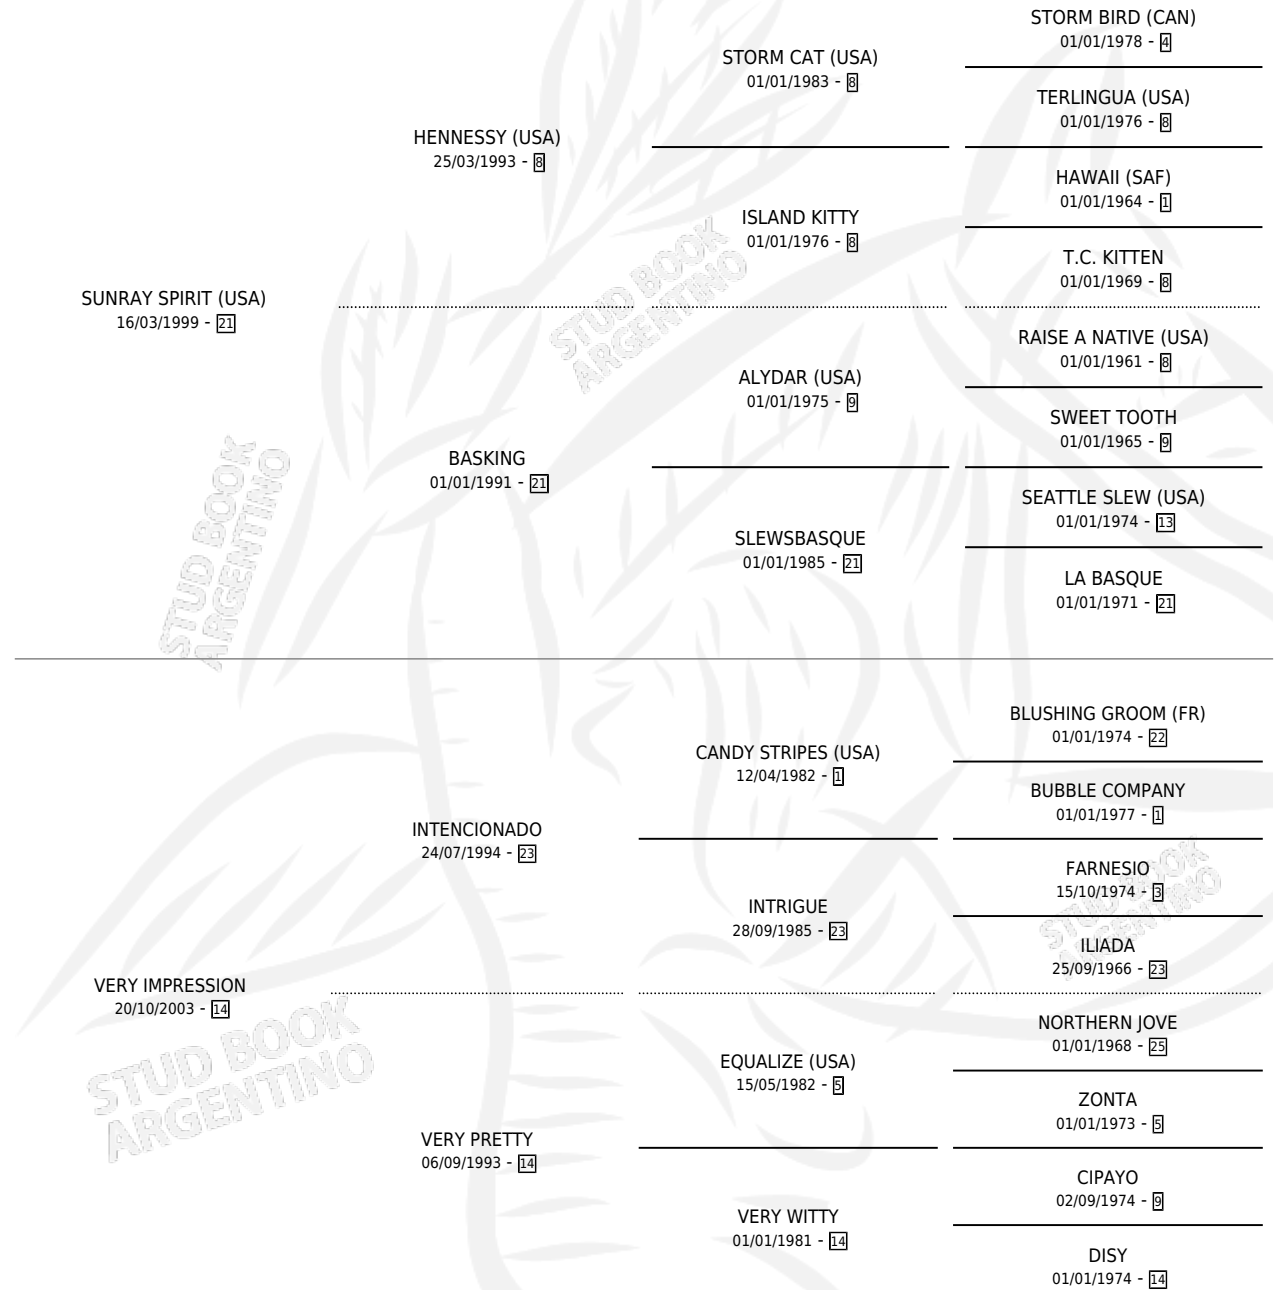 STORM BIRD (CAN)
01/01/1978 - 4
STORM CAT (USA)
01/01/1983 - 8
TERLINGUA (USA)
01/01/1976 - 8
HENNESSY (USA)
25/03/1993 - 8
HAWAII (SAF)
01/01/1964 - 1
ISLAND KITTY
01/01/1976 - 8
T.C. KITTEN
01/01/1969 - 8
SUNRAY SPIRIT (USA)
16/03/1999 - 21
RAISE A NATIVE (USA)
01/01/1961 - 8
ALYDAR (USA)
01/01/1975 - 9
SWEET TOOTH
01/01/1965 - 9
BASKING
01/01/1991 - 21
SEATTLE SLEW (USA)
01/01/1974 - 13
SLEWSBASQUE
01/01/1985 - 21
LA BASQUE
01/01/1971 - 21
BLUSHING GROOM (FR)
01/01/1974 - 22
CANDY STRIPES (USA)
12/04/1982 - 1
BUBBLE COMPANY
01/01/1977 - 1
INTENCIONADO
24/07/1994 - 23
FARNESIO
15/10/1974 - 3
INTRIGUE
28/09/1985 - 23
ILIADA
25/09/1966 - 23
VERY IMPRESSION
20/10/2003 - 14
NORTHERN JOVE
01/01/1968 - 25
EQUALIZE (USA)
15/05/1982 - 5
ZONTA
01/01/1973 - 5
VERY PRETTY
06/09/1993 - 14
CIPAYO
02/09/1974 - 9
VERY WITTY
01/01/1981 - 14
DISY
01/01/1974 - 14
STUD BOOK
ARGENTINO
STUD BOOK
ARGENTINO
STUD BOOK
ARGENTINO
STUD BOOK
ARGENTINO